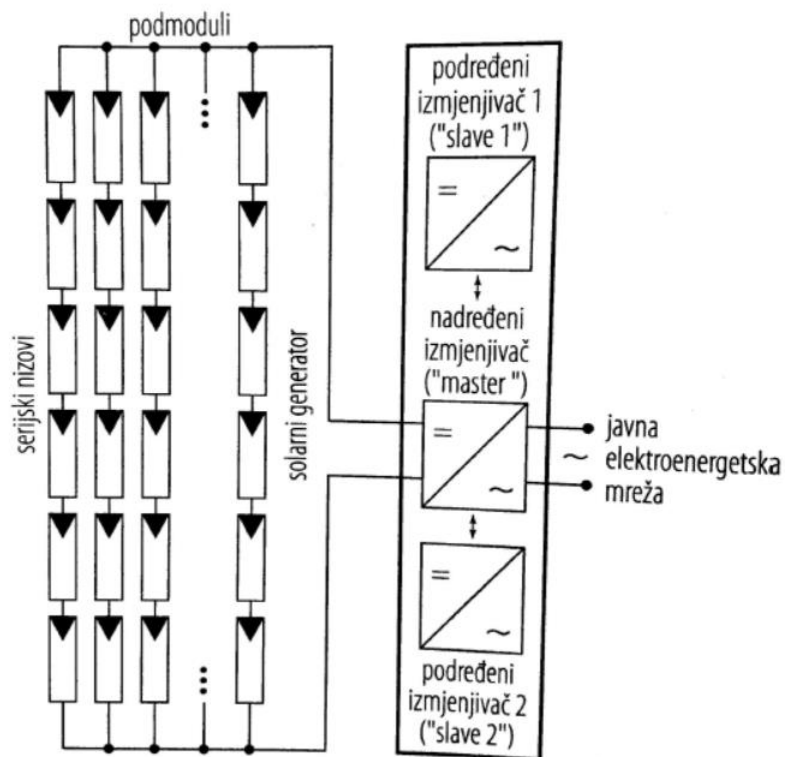 podmoduli
serijski nizovi
solarni generator
podređeni
izmjenjivač 1
("slave 1")
=
~
nadređeni
izmjenjivač
("master ")
=
~
javna
~ elektroenergetska
mreža
=
~
podređeni
izmjenjivač 2
("slave 2")